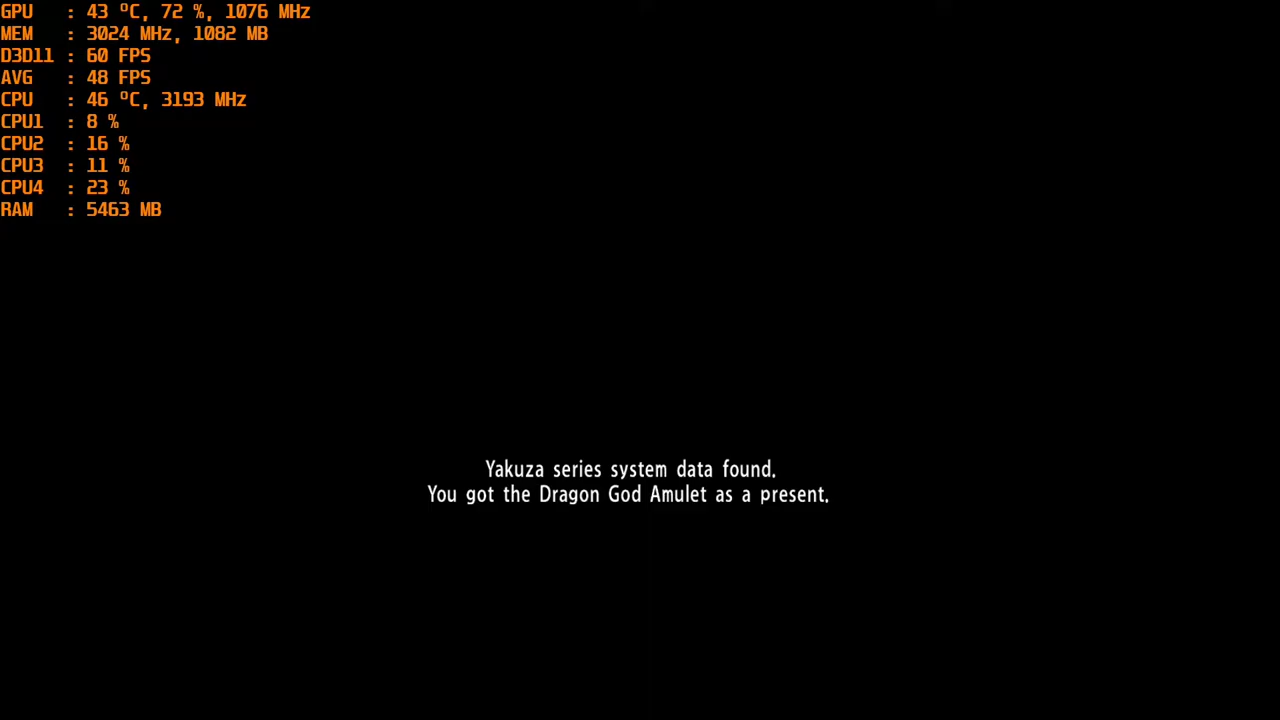 GPU : 43 ºC, 72 %, 1076 MHz
MEM : 3024 MHz, 1082 MB
D3D11 : 60 FPS
AVG : 48 FPS
CPU : 46 ºC, 3193 MHz
CPU1 : 8 %
CPU2 : 16 %
CPU3 : 11 %
CPU4 : 23 %
RAM : 5463 MB
Yakuza series system data found.
You got the Dragon God Amulet as a present.